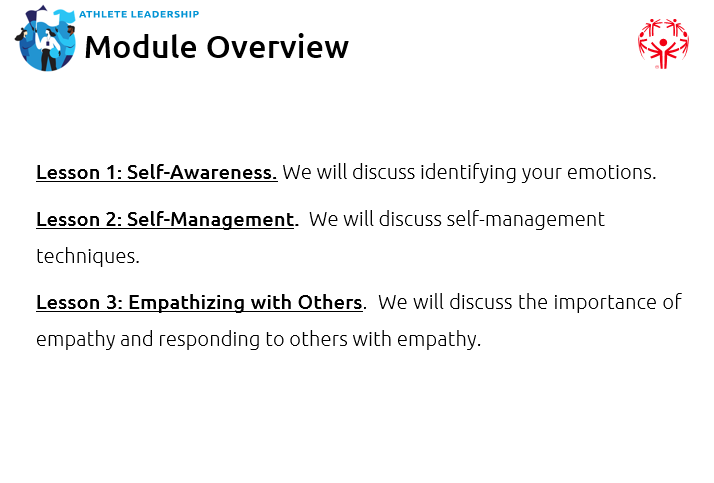 ATHLETE LEADERSHIP
Module Overview
Lesson 1: Self-Awareness. We will discuss identifying your emotions.
Lesson 2: Self-Management.  We will discuss self-management
techniques.
Lesson 3: Empathizing with Others.  We will discuss the importance of
empathy and responding to others with empathy.